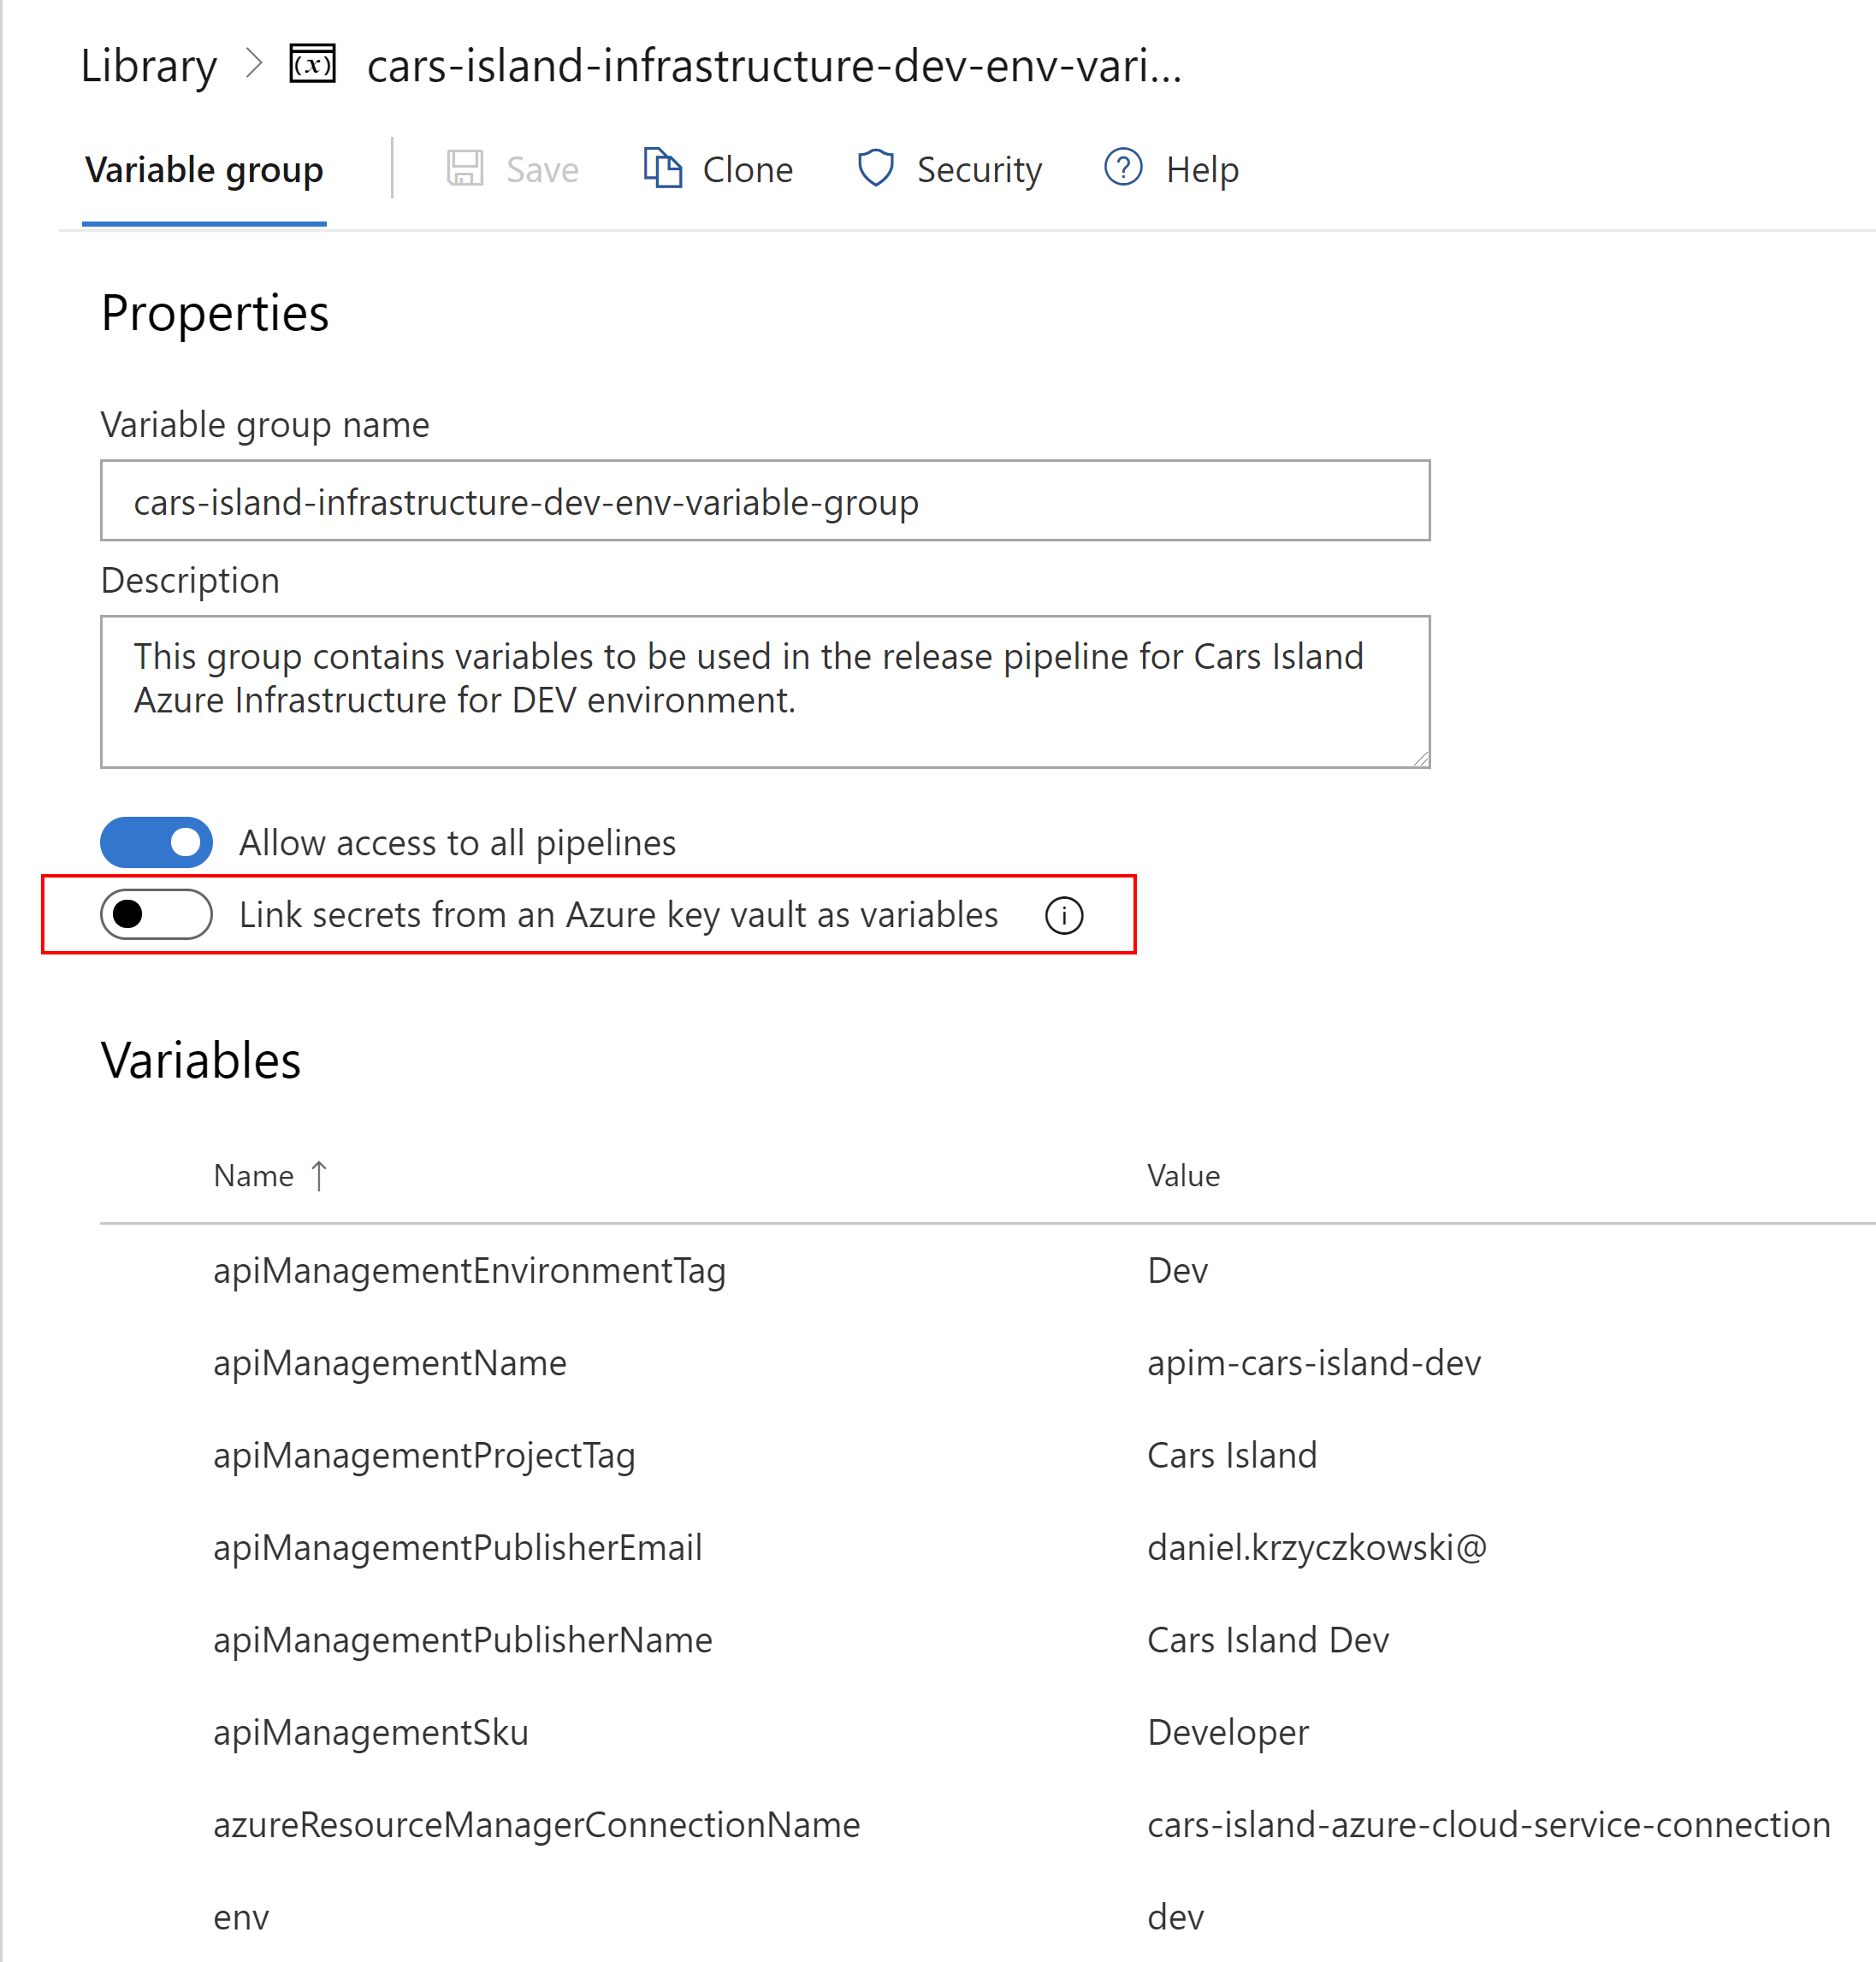 Library > (x) cars-island-infrastructure-dev-env-vari...
Variable group Save Clone Security ? Help
Properties
Variable group name
cars-island-infrastructure-dev-env-variable-group
Description
This group contains variables to be used in the release pipeline for Cars Island
Azure Infrastructure for DEV environment.
Allow access to all pipelines
Link secrets from an Azure key vault as variables i
Variables
Name ↑ Value
apiManagementEnvironmentTag Dev
apiManagementName apim-cars-island-dev
apiManagementProjectTag Cars Island
apiManagementPublisherEmail daniel.krzyczkowski@
apiManagementPublisherName Cars Island Dev
apiManagementSku Developer
azureResourceManagerConnectionName cars-island-azure-cloud-service-connection
env dev